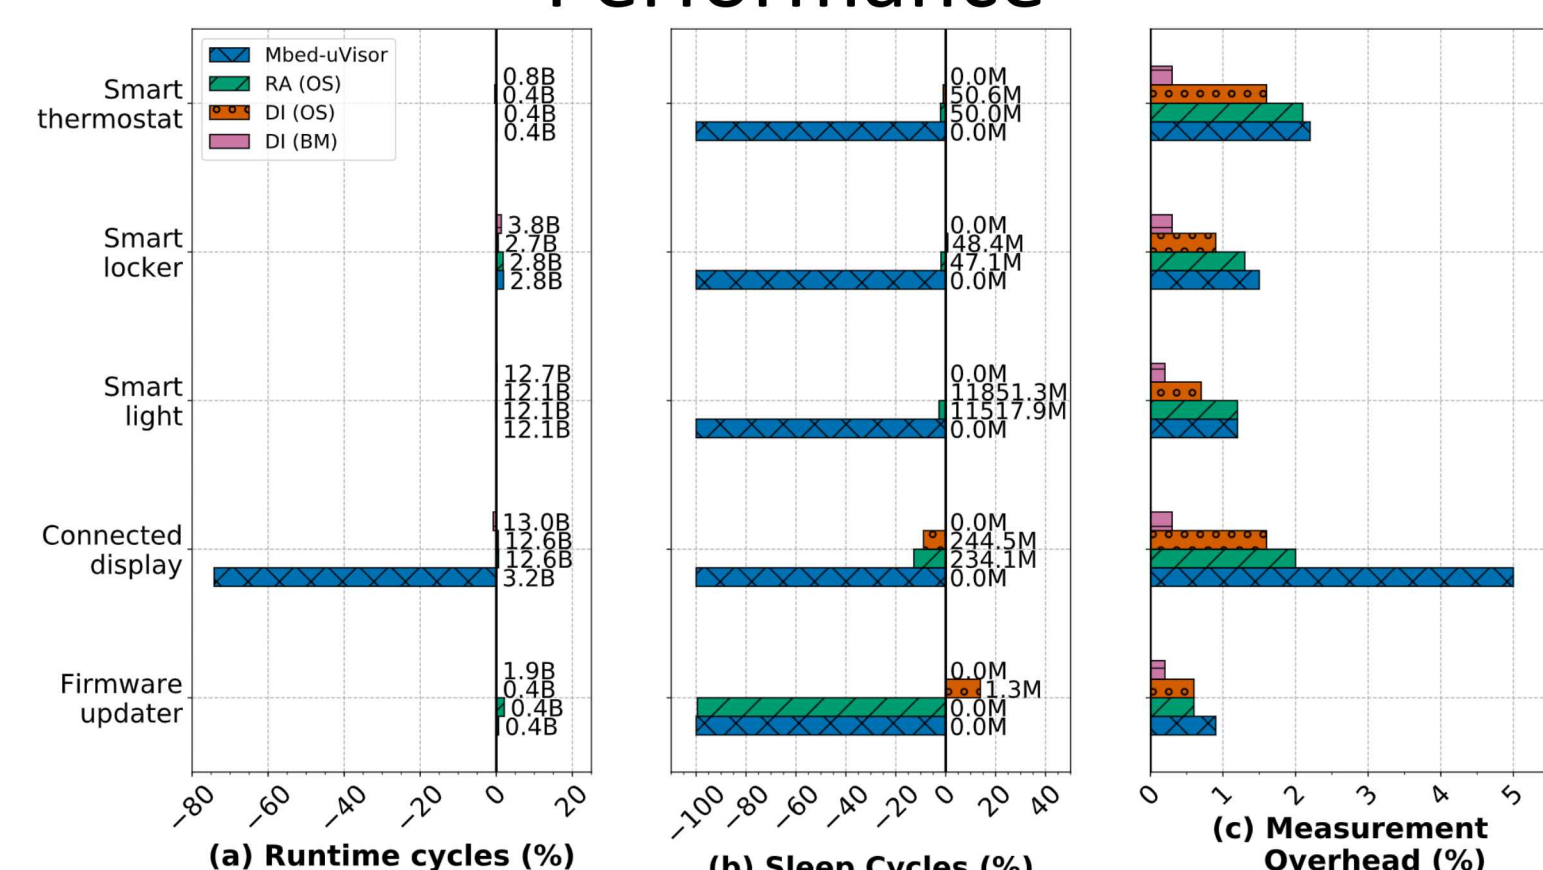 Performance
Mbed-uVisor
RA (OS)
DI (OS)
DI (BM)
Smart
thermostat
Smart
locker
Smart
light
Connected
display
Firmware
updater
0.8B
0.4B
0.4B
0.4B
3.8B
2.7B
2.8B
2.8B
12.7B
12.1B
12.1B
12.1B
13.0B
12.6B
12.6B
3.2B
1.9B
0.4B
0.4B
0.4B
−80 −60 −40 −20 0 20
(a) Runtime cycles (%)
0.0M
50.6M
50.0M
0.0M
0.0M
48.4M
47.1M
0.0M
0.0M
11851.3M
11517.9M
0.0M
0.0M
244.5M
234.1M
0.0M
0.0M
1.3M
0.0M
0.0M
−100 −80 −60 −40 −20 0 20 40
(b) Sleep Cycles (%)
0 1 2 3 4 5
(c) Measurement
Overhead (%)